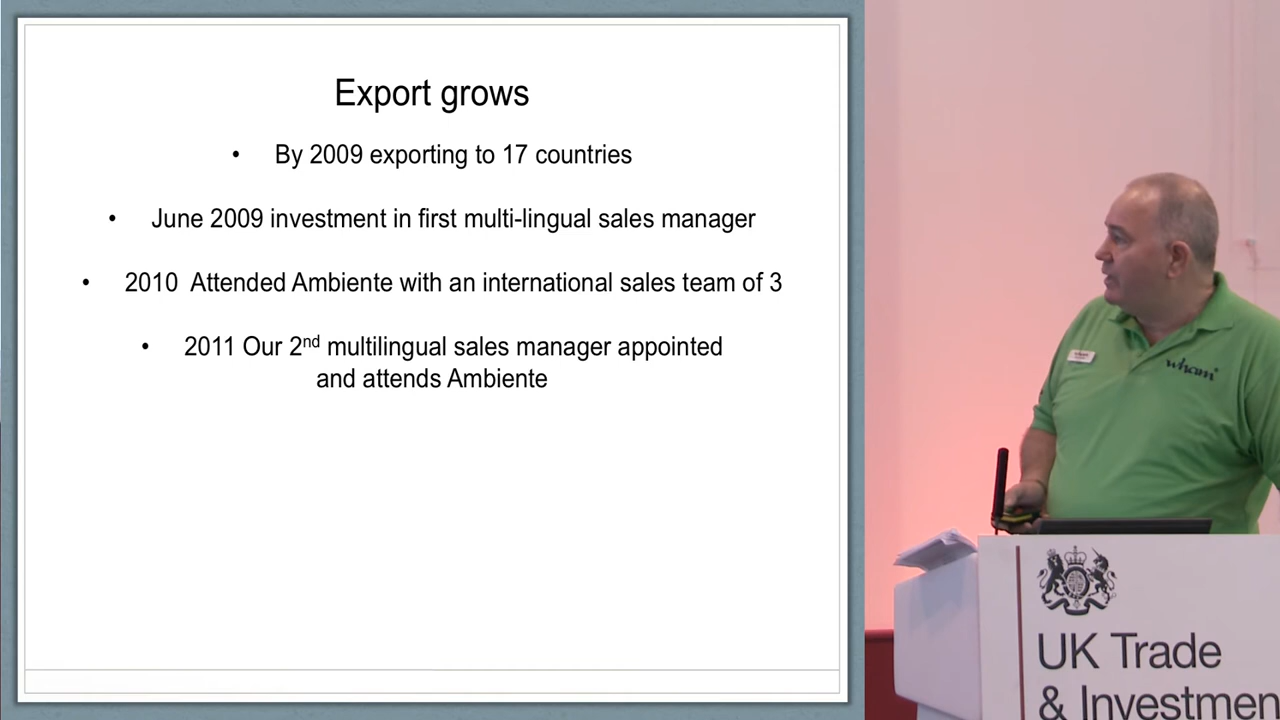 Export grows
• By 2009 exporting to 17 countries
• June 2009 investment in first multi-lingual sales manager
• 2010 Attended Ambiente with an international sales team of 3
• 2011 Our 2nd multilingual sales manager appointed
and attends Ambiente
wham
UK Trade
& Investmen